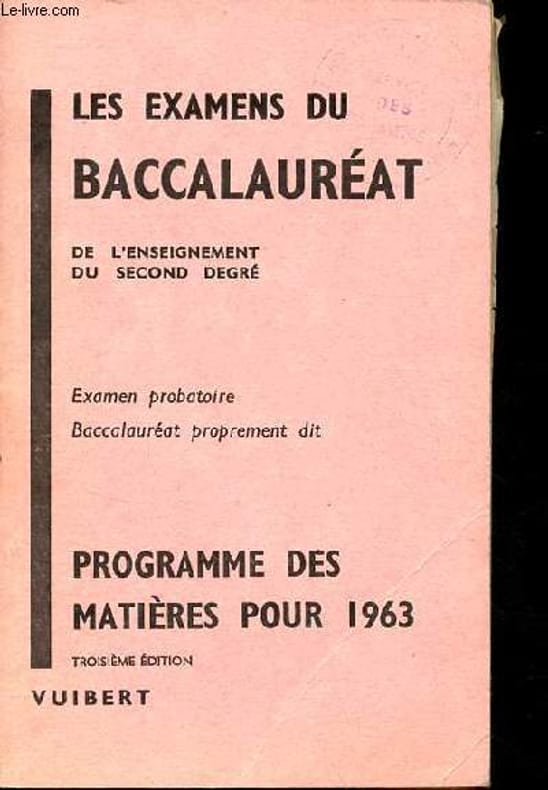 Le-livre.com
LES EXAMENS DU
BACCALAURÉAT
DE L'ENSEIGNEMENT
DU SECOND DEGRÉ
DES
Examen probatoire
Baccalauréat proprement dit
PROGRAMME DES
MATIÈRES POUR 1963
TROISIÈME ÉDITION
VUIBERT